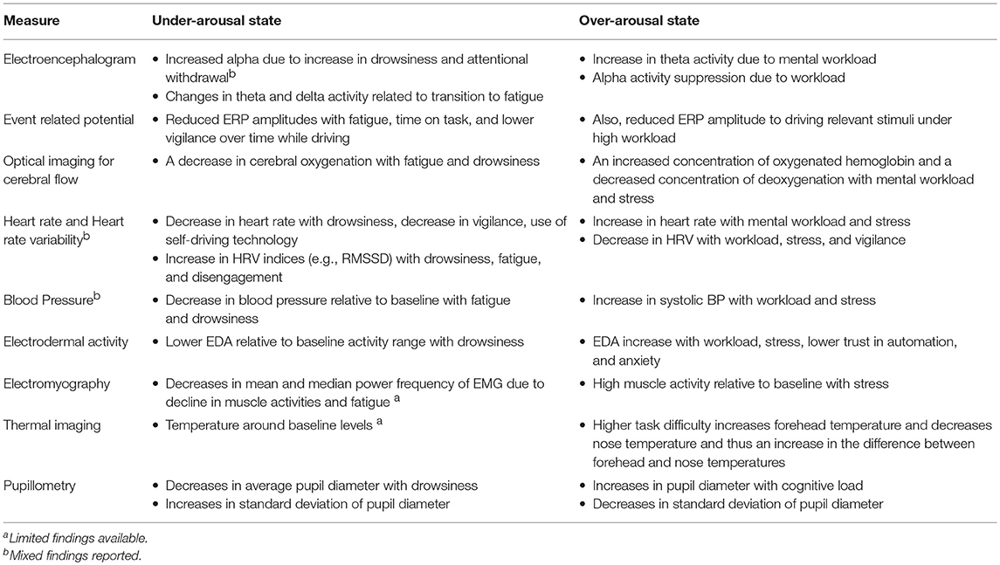 Measure Under-arousal state Over-arousal state
Electroencephalogram • Increased alpha due to increase in drowsiness and attentional • Increase in theta activity due to mental workload
withdrawalb • Alpha activity suppression due to workload
• Changes in theta and delta activity related to transition to fatigue
Event related potential • Reduced ERP amplitudes with fatigue, time on task, and lower • Also, reduced ERP amplitude to driving relevant stimuli under
vigilance over time while driving high workload
Optical imaging for • A decrease in cerebral oxygenation with fatigue and drowsiness • An increased concentration of oxygenated hemoglobin and a
cerebral flow decreased concentration of deoxygenation with mental workload
and stress
Heart rate and Heart • Decrease in heart rate with drowsiness, decrease in vigilance, use of • Increase in heart rate with mental workload and stress
rate variabilityb self-driving technology • Decrease in HRV with workload, stress, and vigilance
• Increase in HRV indices (e.g., RMSSD) with drowsiness, fatigue,
and disengagement
Blood Pressureb • Decrease in blood pressure relative to baseline with fatigue • Increase in systolic BP with workload and stress
and drowsiness
Electrodermal activity • Lower EDA relative to baseline activity range with drowsiness • EDA increase with workload, stress, lower trust in automation,
and anxiety
Electromyography • Decreases in mean and median power frequency of EMG due to • High muscle activity relative to baseline with stress
decline in muscle activities and fatigue a
Thermal imaging • Temperature around baseline levels a • Higher task difficulty increases forehead temperature and decreases
nose temperature and thus an increase in the difference between
forehead and nose temperatures
Pupillometry • Decreases in average pupil diameter with drowsiness • Increases in pupil diameter with cognitive load
• Increases in standard deviation of pupil diameter • Decreases in standard deviation of pupil diameter
a Limited findings available.
b Mixed findings reported.